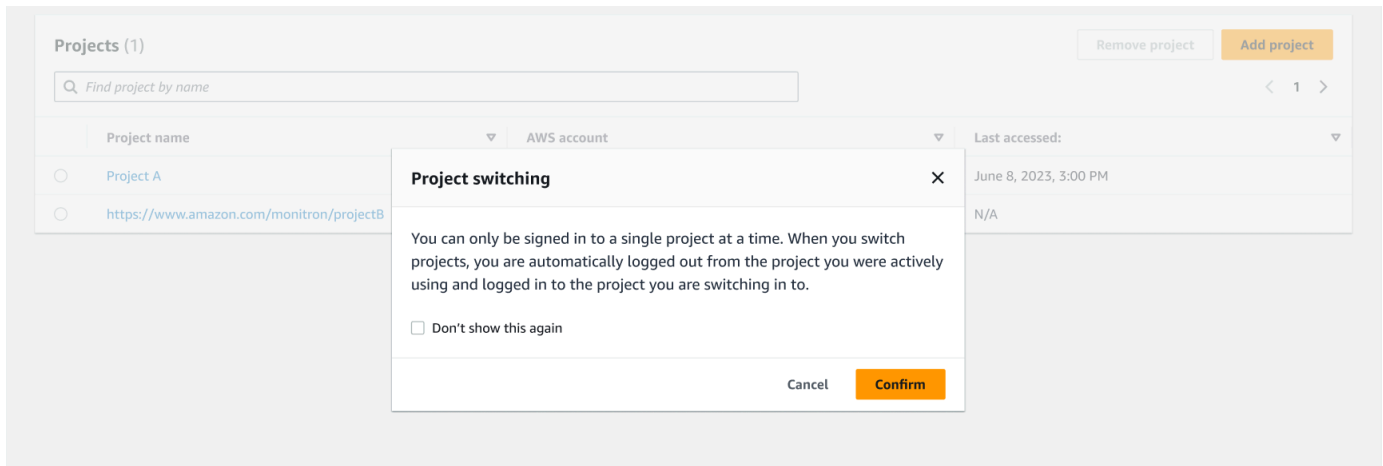 Projects (1)
Remove project
Add project
Find project by name
1
Project name
AWS account
Last accessed:
Project A
June 8, 2023, 3:00 PM
https://www.amazon.com/monitron/projectB
N/A
Project switching
You can only be signed in to a single project at a time. When you switch
projects, you are automatically logged out from the project you were actively
using and logged in to the project you are switching in to.
Don't show this again
Cancel
Confirm